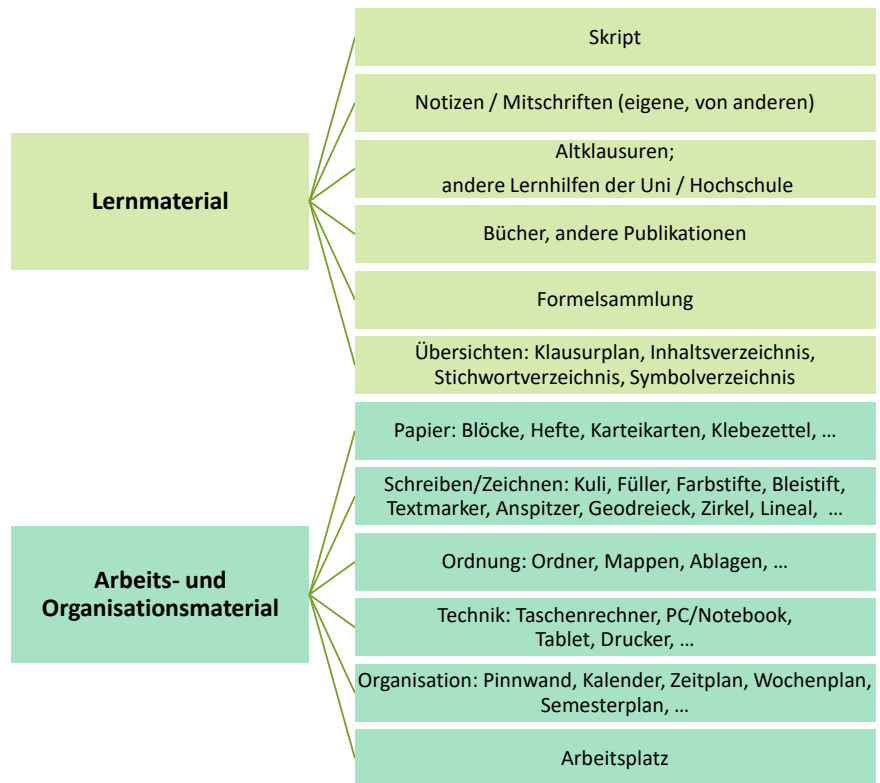 Lernmaterial
Skript
Notizen / Mitschriften (eigene, von anderen)
Altklausuren;
andere Lernhilfen der Uni / Hochschule
Bücher, andere Publikationen
Formelsammlung
Übersichten: Klausurplan, Inhaltsverzeichnis,
Stichwortverzeichnis, Symbolverzeichnis
Arbeits- und
Organisationsmaterial
Papier: Blöcke, Hefte, Karteikarten, Klebezettel, …
Schreiben/Zeichnen: Kuli, Füller, Farbstifte, Bleistift,
Textmarker, Anspitzer, Geodreieck, Zirkel, Lineal, …
Ordnung: Ordner, Mappen, Ablagen, …
Technik: Taschenrechner, PC/Notebook,
Tablet, Drucker, …
Organisation: Pinnwand, Kalender, Zeitplan, Wochenplan,
Semesterplan, …
Arbeitsplatz